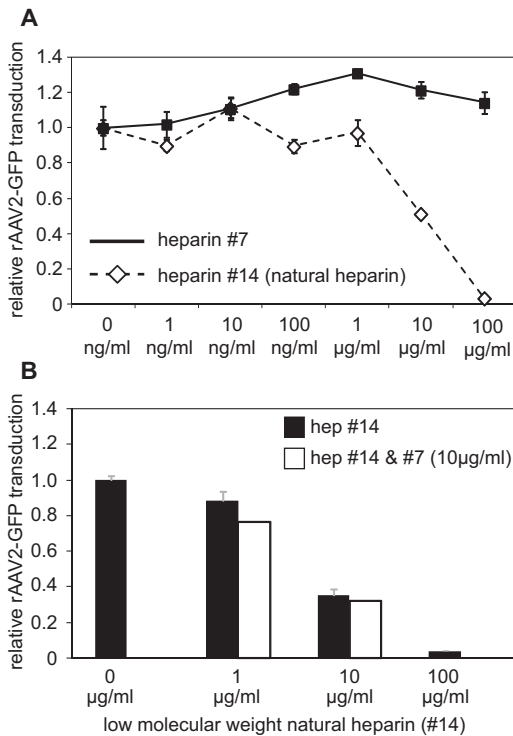 A
relative rAAV2-GFP transduction
1.4
1.2
1.0
0.8
0.6
0.4
0.2
0
heparin #7
heparin #14 (natural heparin)
0 1 10 100 1 10 100
ng/ml ng/ml ng/ml ng/ml µg/ml µg/ml µg/ml
B
relative rAAV2-GFP transduction
1.4
1.2
1.0
0.8
0.6
0.4
0.2
0
hep #14
hep #14 & #7 (10µg/ml)
0 1 10 100
µg/ml µg/ml µg/ml µg/ml
low molecular weight natural heparin (#14)